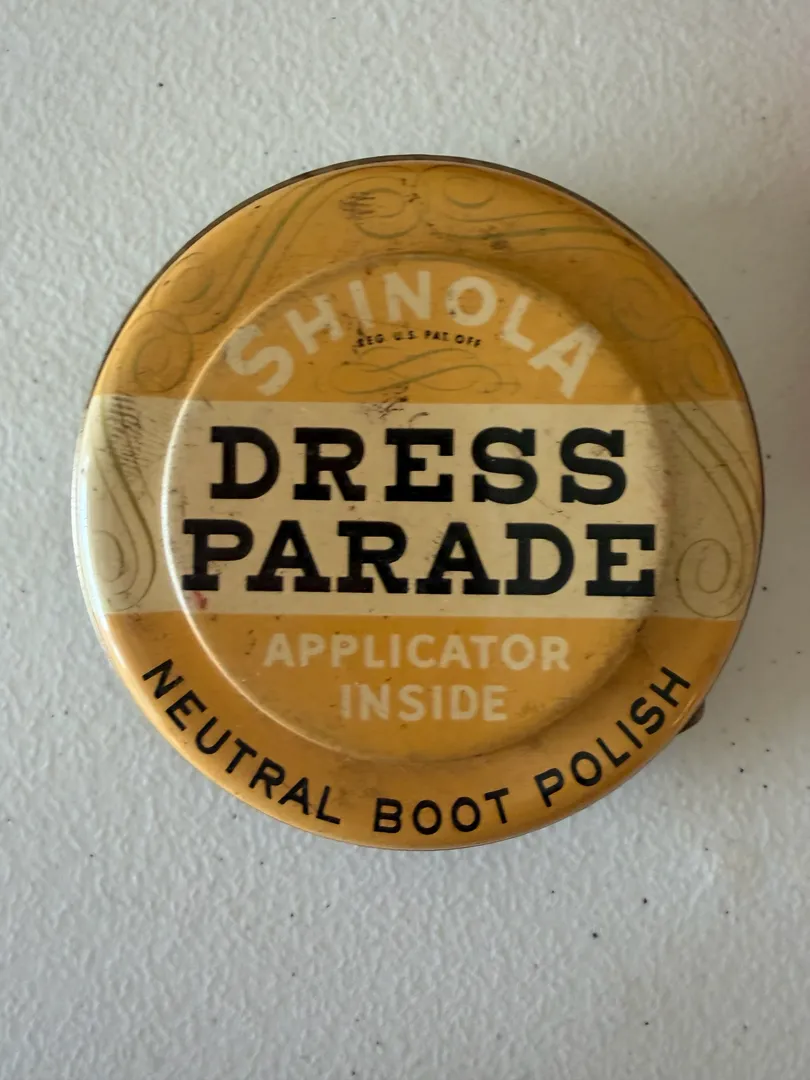 SHINOLA
REG. U.S. PAT. OFF
DRESS
PARADE
APPLICATOR
INSIDE
NEUTRAL BOOT POLISH